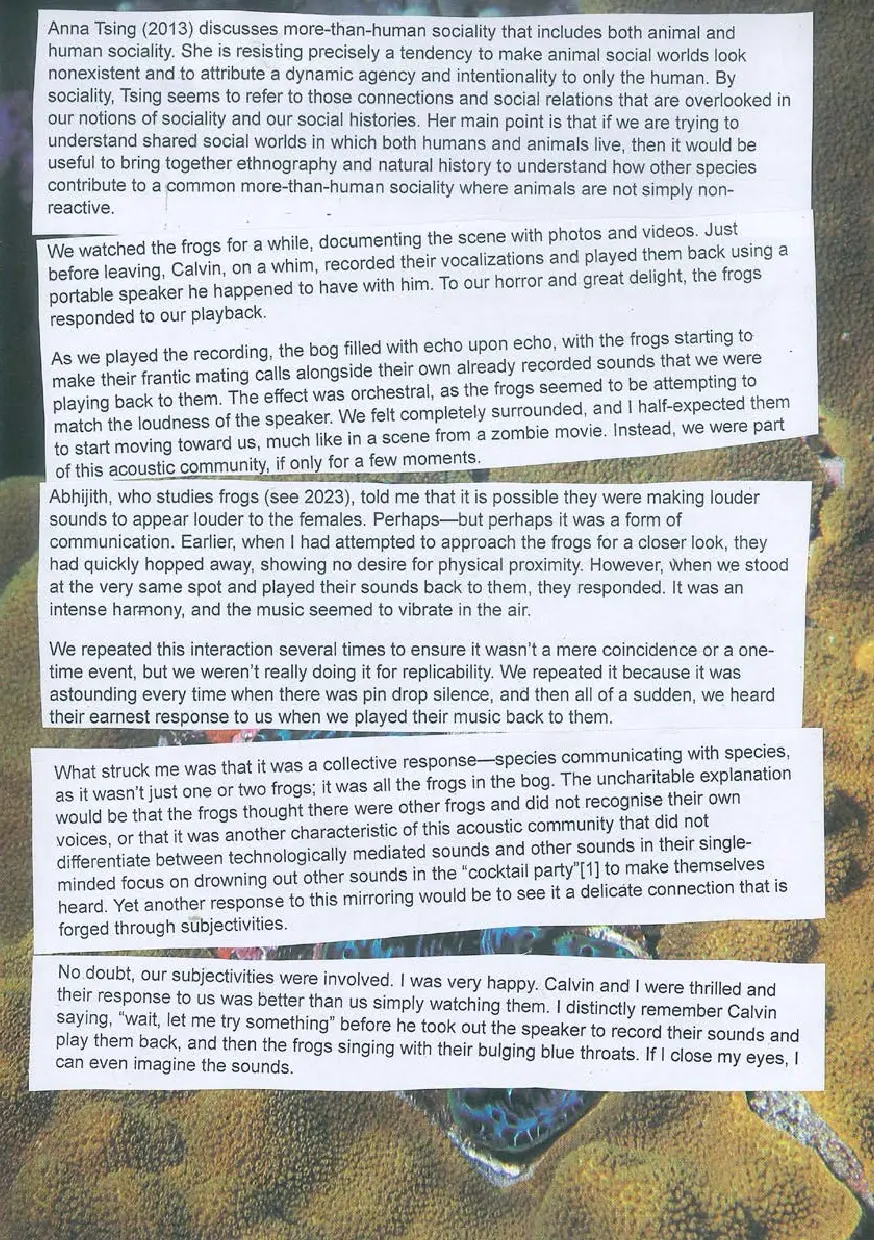 Anna Tsing (2013) discusses more-than-human sociality that includes both animal and
human sociality. She is resisting precisely a tendency to make animal social worlds look
nonexistent and to attribute a dynamic agency and intentionality to only the human. By
sociality, Tsing seems to refer to those connections and social relations that are overlooked in
our notions of sociality and our social histories. Her main point is that if we are trying to
understand shared social worlds in which both humans and animals live, then it would be
useful to bring together ethnography and natural history to understand how other species
contribute to a common more-than-human sociality where animals are not simply non-
reactive.
We watched the frogs for a while, documenting the scene with photos and videos. Just
before leaving, Calvin, on a whim, recorded their vocalizations and played them back using a
portable speaker he happened to have with him. To our horror and great delight, the frogs
responded to our playback.
As we played the recording, the bog filled with echo upon echo, with the frogs starting to
make their frantic mating calls alongside their own already recorded sounds that we were
playing back to them. The effect was orchestral, as the frogs seemed to be attempting to
match the loudness of the speaker. We felt completely surrounded, and I half-expected them
to start moving toward us, much like in a scene from a zombie movie. Instead, we were part
of this acoustic community, if only for a few moments.
Abhijith, who studies frogs (see 2023), told me that it is possible they were making louder
sounds to appear louder to the females. Perhaps—but perhaps it was a form of
communication. Earlier, when I had attempted to approach the frogs for a closer look, they
had quickly hopped away, showing no desire for physical proximity. However, when we stood
at the very same spot and played their sounds back to them, they responded. It was an
intense harmony, and the music seemed to vibrate in the air.
We repeated this interaction several times to ensure it wasn't a mere coincidence or a one-
time event, but we weren't really doing it for replicability. We repeated it because it was
astounding every time when there was pin drop silence, and then all of a sudden, we heard
their earnest response to us when we played their music back to them.
What struck me was that it was a collective response—species communicating with species,
as it wasn't just one or two frogs; it was all the frogs in the bog. The uncharitable explanation
would be that the frogs thought there were other frogs and did not recognise their own
voices, or that it was another characteristic of this acoustic community that did not
differentiate between technologically mediated sounds and other sounds in their single-
minded focus on drowning out other sounds in the "cocktail party"[1] to make themselves
heard. Yet another response to this mirroring would be to see it a delicate connection that is
forged through subjectivities.
No doubt, our subjectivities were involved. I was very happy. Calvin and I were thrilled and
their response to us was better than us simply watching them. I distinctly remember Calvin
saying, "wait, let me try something" before he took out the speaker to record their sounds and
play them back, and then the frogs singing with their bulging blue throats. If I close my eyes, I
can even imagine the sounds.